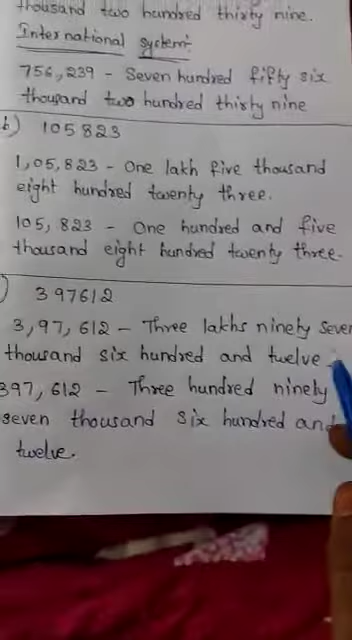 thousand two hundred thirty nine.
International system:
756,239 - Seven hundred fifty six
thousand two hundred thirty nine
b) 105823
1,05,823 - One lakh five thousand
eight hundred twenty three.
105, 823 - One hundred and five
thousand eight hundred twenty three.
) 397612
3,97,612 - Three lakhs ninety seven
thousand six hundred and twelve
397,612 - Three hundred ninety
seven thousand six hundred and
twelve.